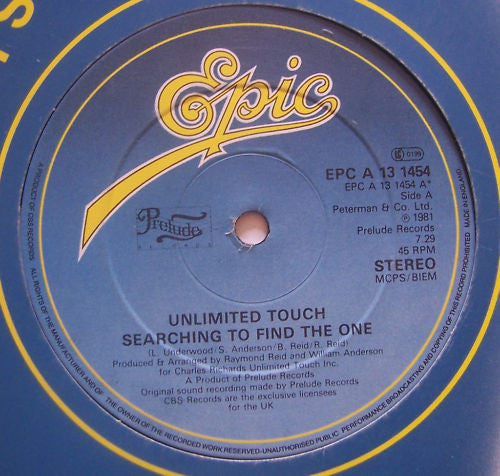 Epic
EPC A 13 1454
EPC A 13 1454 A*
Side A
Peterman & Co. Ltd.
℗ 1981
Prelude Records
7.29
45 RPM
STEREO
MCPS/BIEM
Prelude
RECORDS
UNLIMITED TOUCH
SEARCHING TO FIND THE ONE
(L. Underwood/S. Anderson/B. Reid/R. Reid)
Produced & Arranged by Raymond Reid and William Anderson
for Charles Richards Unlimited Touch Inc.
A Product of Prelude Records
Original sound recording made by Prelude Records
CBS Records are the exclusive licensees
for the UK
A PRODUCT OF CBS RECORDS
ALL RIGHTS OF THE MANUFACTURER AND OF THE OWNER OF THE RECORDED WORK RESERVED-UNAUTHORISED PUBLIC PERFORMANCE BROADCASTING AND COPYING OF THIS RECORD PROHIBITED
MADE IN ENGLAND